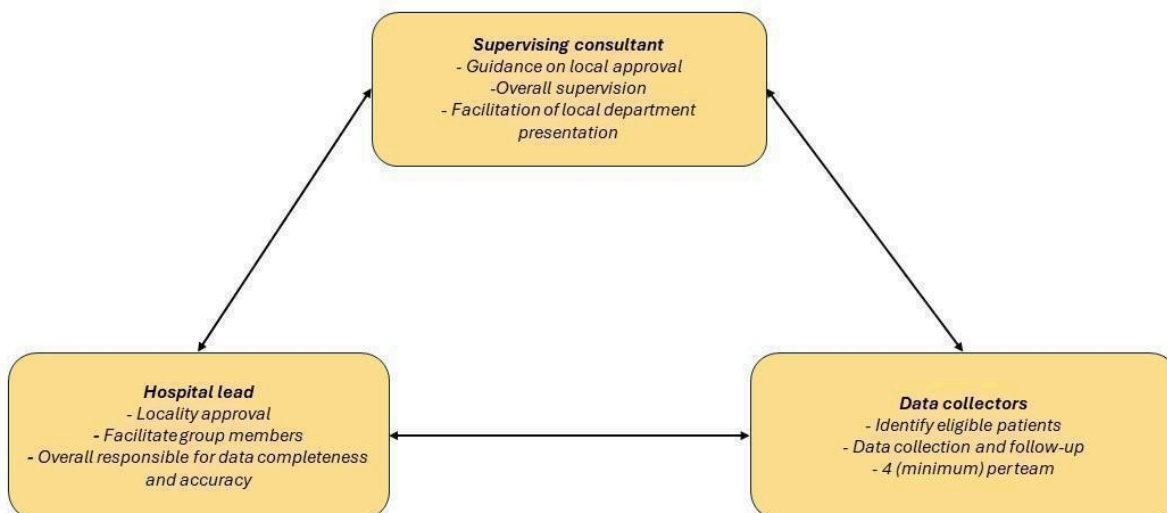 Supervising consultant
- Guidance on local approval
-Overall supervision
- Facilitation of local department
presentation
Hospital lead
- Locality approval
- Facilitate group members
- Overall responsible for data completeness
and accuracy
Data collectors
- Identify eligible patients
- Data collection and follow-up
- 4 (minimum) per team